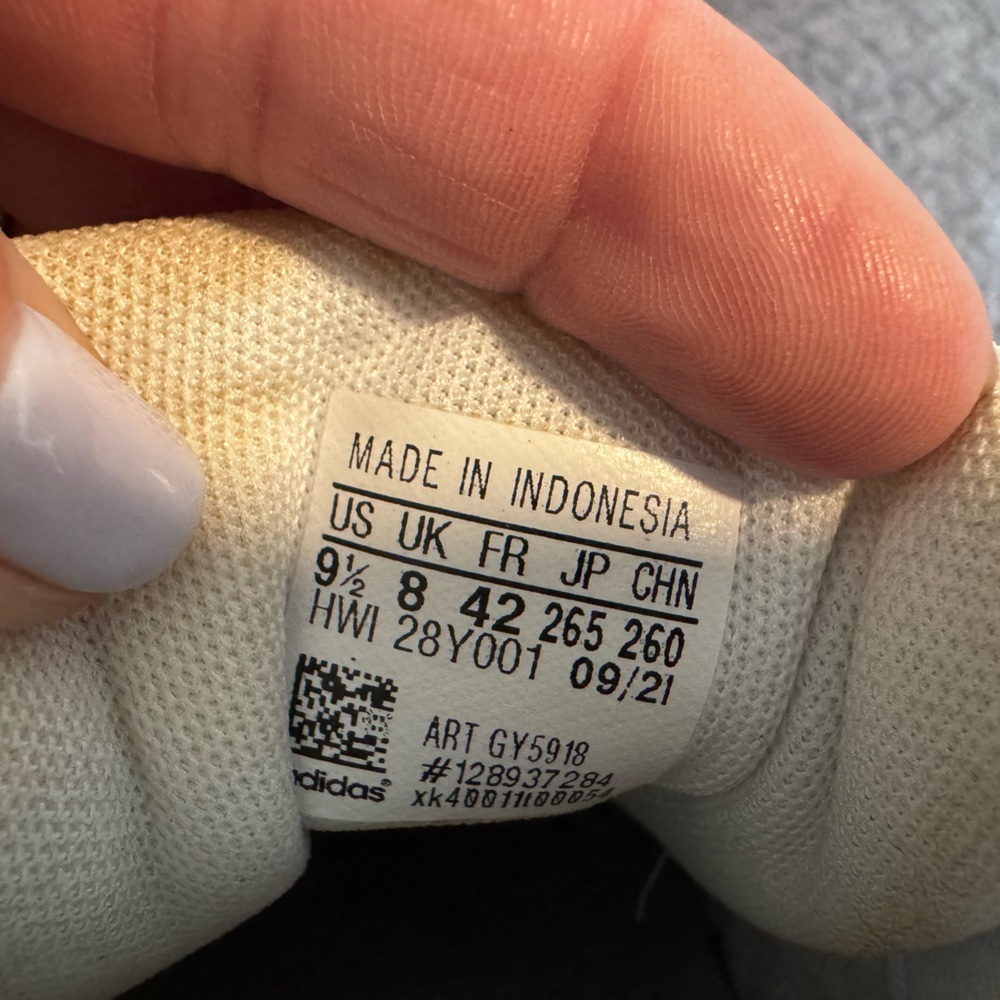 MADE IN INDONESIA
US UK FR JP CHN
9½ 8 42 265 260
HWI 28Y001 09/21
ART GY5918
#128937284
adidas®